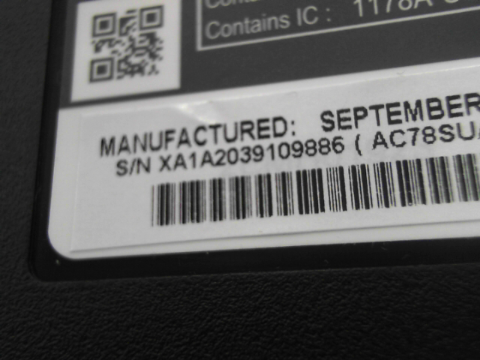 Contains IC : 1178A
MANUFACTURED: SEPTEMBER
S/N XA1A2039109886 ( AC78SU